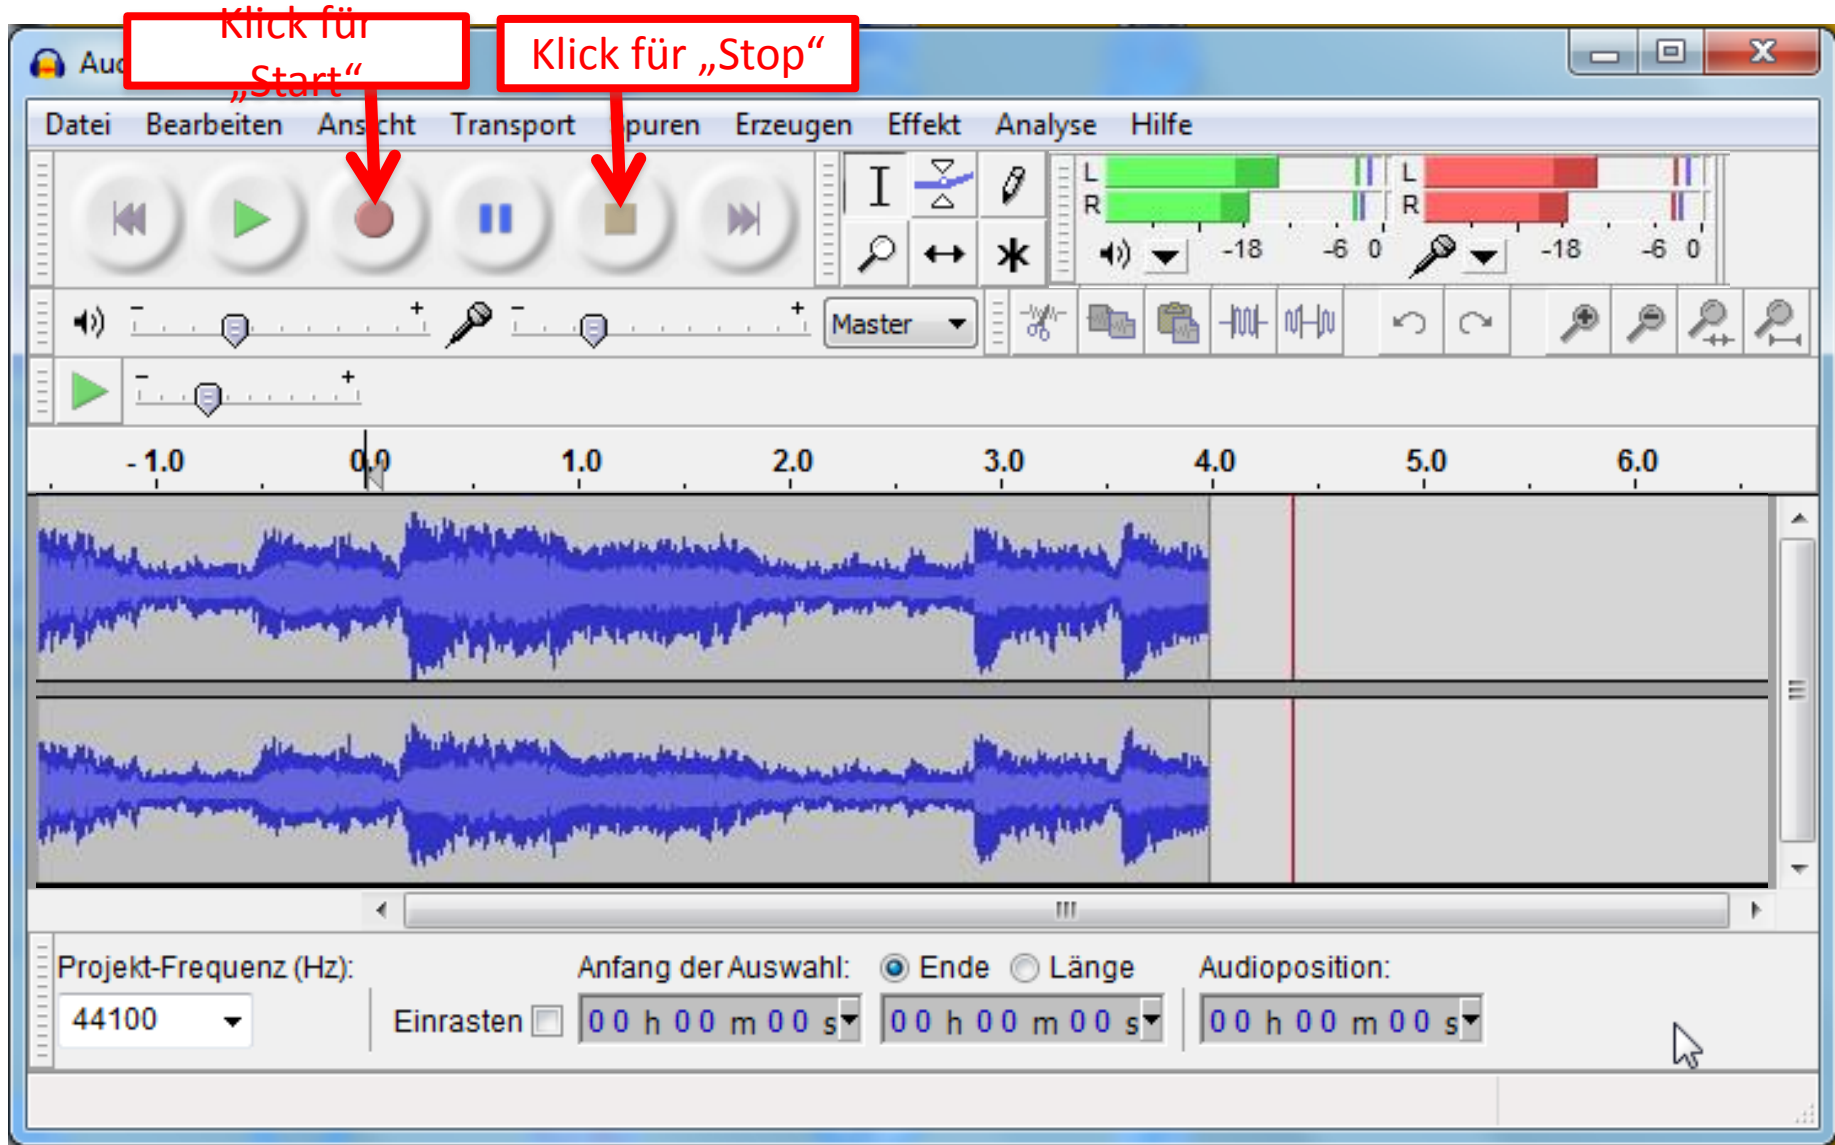 Klick für
„Start“
Klick für „Stop“
Datei Bearbeiten Ansicht Transport Spuren Erzeugen Effekt Analyse Hilfe
L
R
-18 -6 0
L
R
-18 -6 0
- +
- +
Master
- +
- 1.0 0.0 1.0 2.0 3.0 4.0 5.0 6.0
Projekt-Frequenz (Hz):
Anfang der Auswahl:
Ende
Länge
Audioposition:
44100
Einrasten
00 h 00 m 00 s
00 h 00 m 00 s
00 h 00 m 00 s